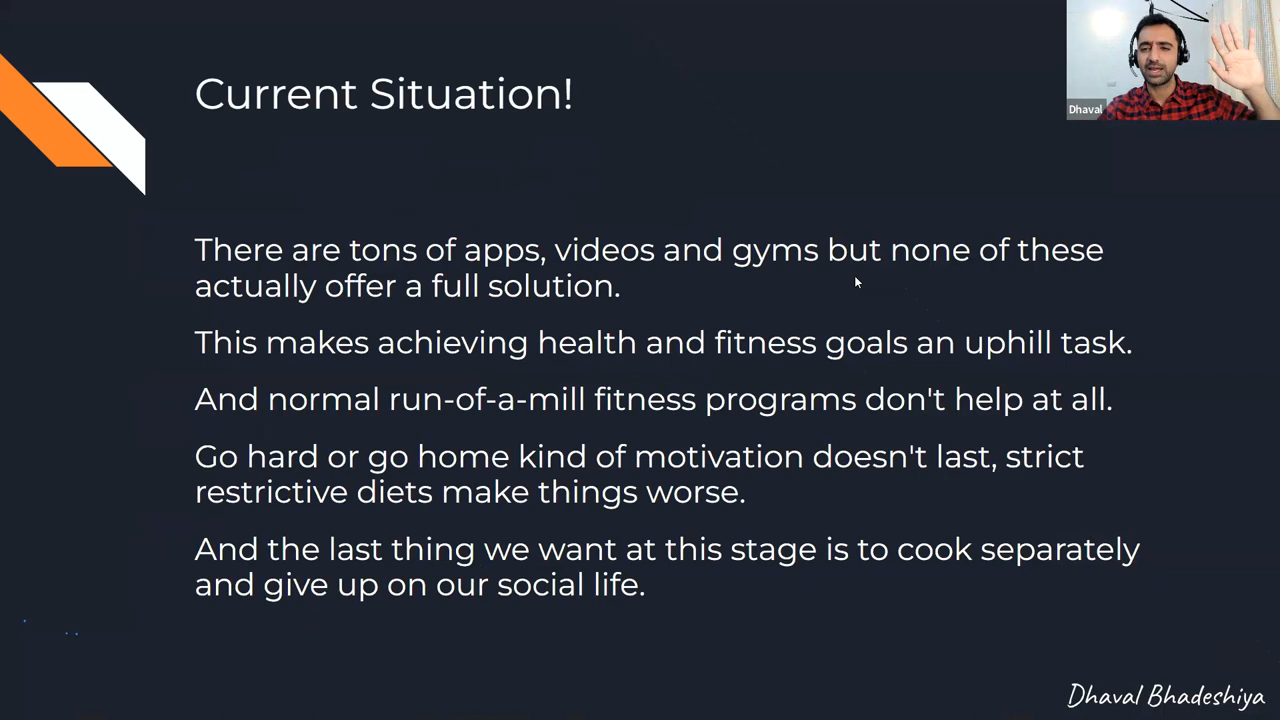 Dhaval
Current Situation!
There are tons of apps, videos and gyms but none of these
actually offer a full solution.
This makes achieving health and fitness goals an uphill task.
And normal run-of-a-mill fitness programs don't help at all.
Go hard or go home kind of motivation doesn't last, strict
restrictive diets make things worse.
And the last thing we want at this stage is to cook separately
and give up on our social life.
Dhaval Bhadeshiya